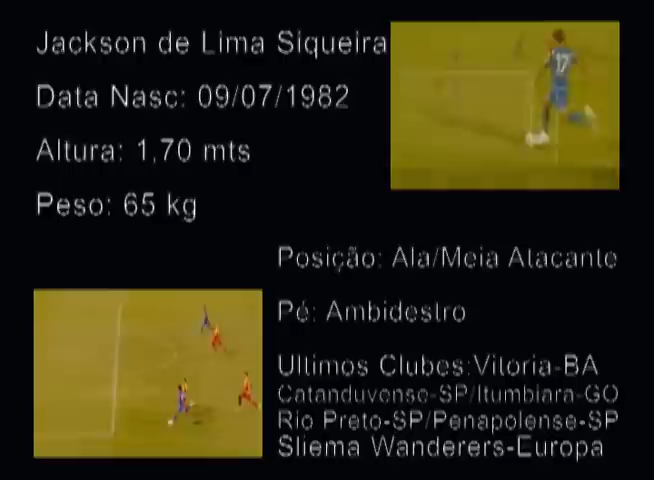 Jackson de Lima Siqueira
17
Data Nasc: 09/07/1982
Altura: 1,70 mts
Peso: 65 kg
Posição: Ala/Meia Atacante
Pé: Ambidestro
Ultimos Clubes:Vitoria-BA
Catanduvense-SP/Itumbiara-GO
Rio Preto-SP/Penapolense-SP
Sliema Wanderers-Europa